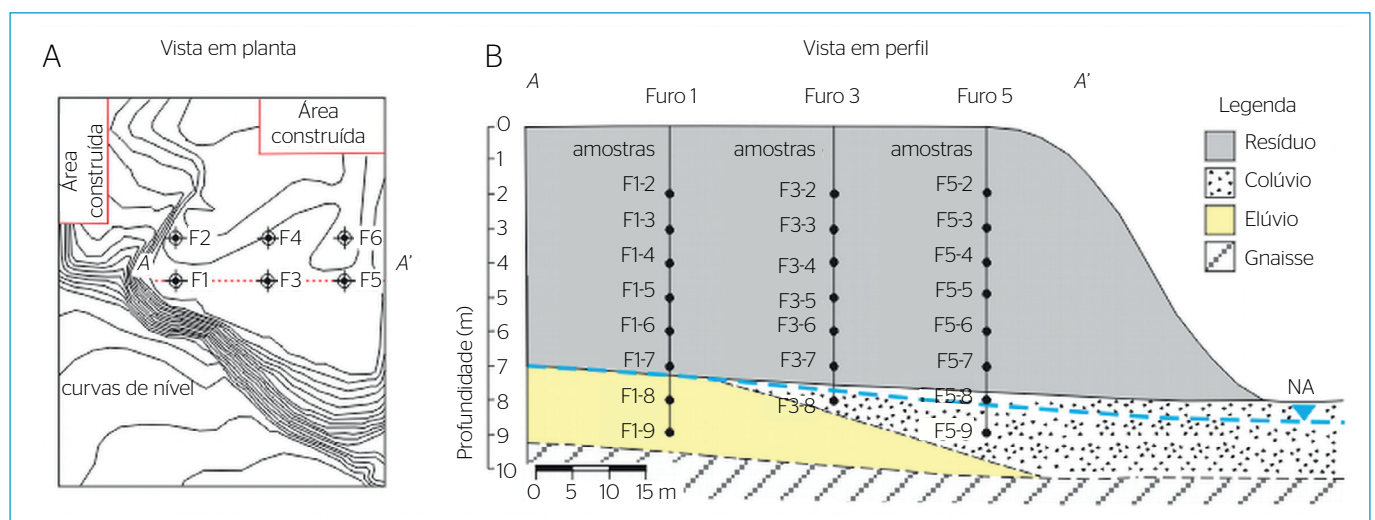 A
Vista em planta
Área
construída
Área
construída
F2
F4
F6
A
A'
F1
F3
F5
curvas de nível
B
Vista em perfil
A
A'
Furo 1
Furo 3
Furo 5
Profundidade (m)
0
1
2
3
4
5
6
7
8
9
10
amostras
F1-2
F1-3
F1-4
F1-5
F1-6
F1-7
F1-8
F1-9
amostras
F3-2
F3-3
F3-4
F3-5
F3-6
F3-7
F3-8
amostras
F5-2
F5-3
F5-4
F5-5
F5-6
F5-7
F5-8
F5-9
NA
0 5 10 15 m
Legenda
Resíduo
Colúvio
Elúvio
Gnaisse